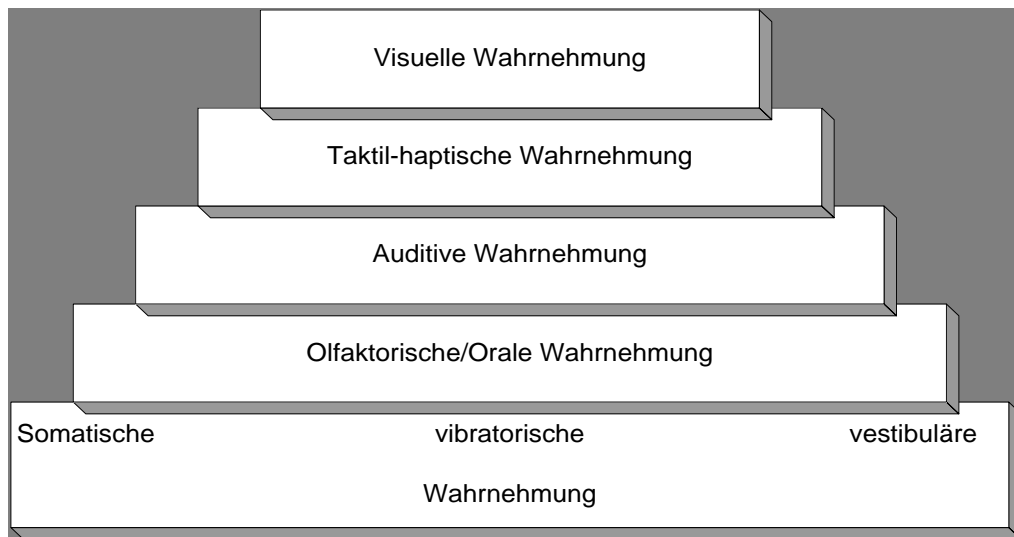 Visuelle Wahrnehmung
Taktil-haptische Wahrnehmung
Auditive Wahrnehmung
Olfaktorische/Orale Wahrnehmung
Somatische vibratorische vestibuläre
Wahrnehmung